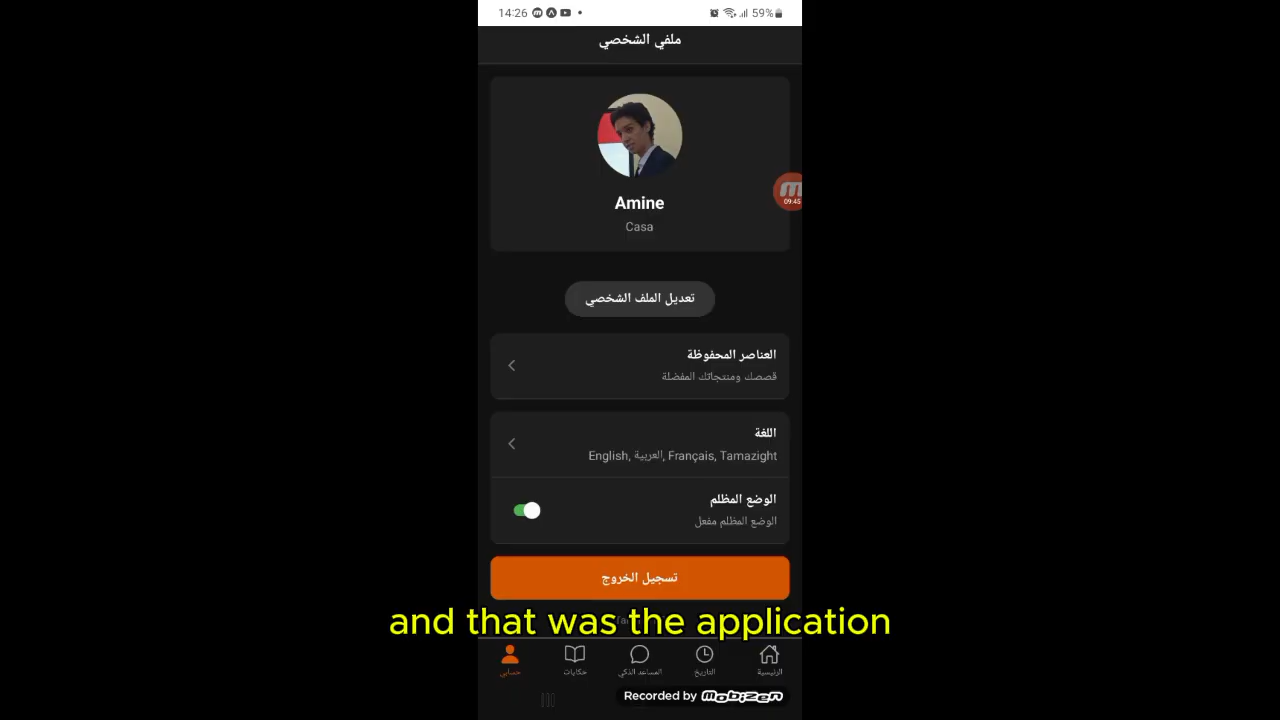 14:26
59%
ملفي الشخصي
09:45
Amine
Casa
تعديل الملف الشخصي
العناصر المحفوظة
قصصك ومنتجاتك المفضلة
اللغة
English, العربية, Français, Tamazight
الوضع المظلم
الوضع المظلم مفعل
تسجيل الخروج
and that was the application
الرئيسية
التاريخ
المساعد الذكي
حكايات
حسابي
Recorded by mobizen